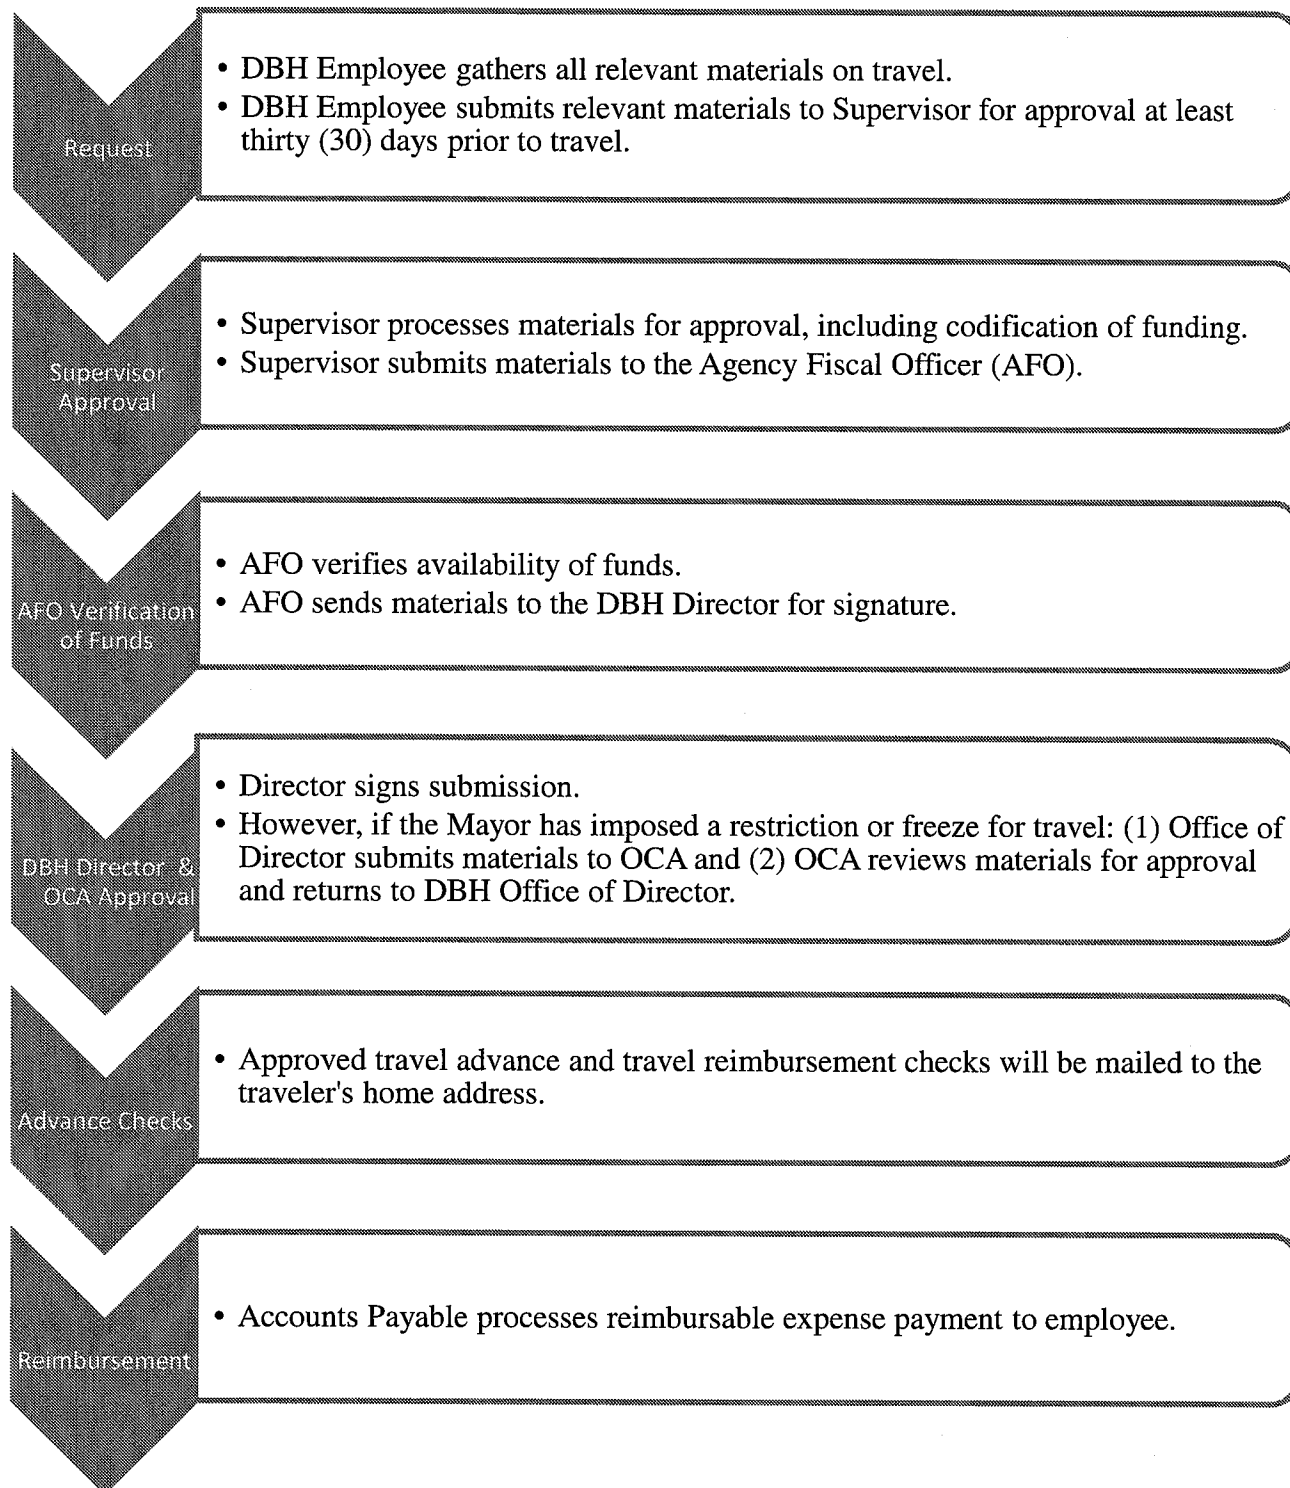 Request
• DBH Employee gathers all relevant materials on travel.
• DBH Employee submits relevant materials to Supervisor for approval at least
thirty (30) days prior to travel.
Supervisor
Approval
• Supervisor processes materials for approval, including codification of funding.
• Supervisor submits materials to the Agency Fiscal Officer (AFO).
AFO Verification
of Funds
• AFO verifies availability of funds.
• AFO sends materials to the DBH Director for signature.
DBH Director &
OCA Approval
• Director signs submission.
• However, if the Mayor has imposed a restriction or freeze for travel: (1) Office of
Director submits materials to OCA and (2) OCA reviews materials for approval
and returns to DBH Office of Director.
Advance Checks
• Approved travel advance and travel reimbursement checks will be mailed to the
traveler's home address.
Reimbursement
• Accounts Payable processes reimbursable expense payment to employee.